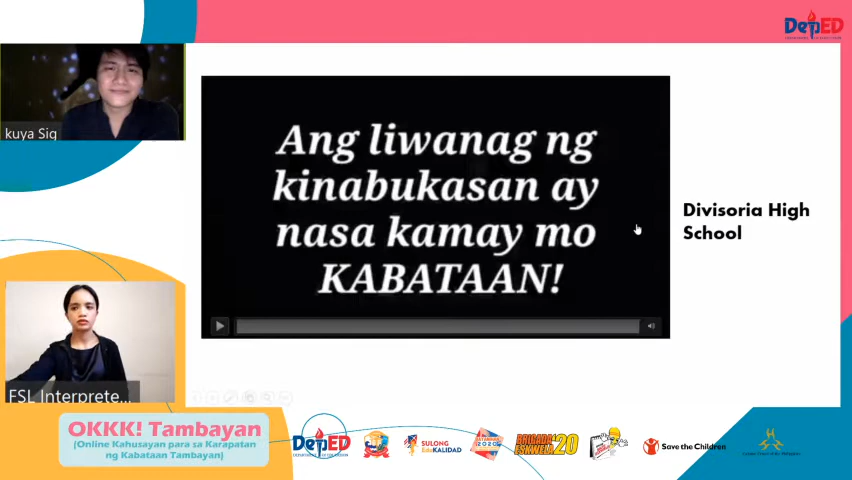 DepED
kuya Sig
Ang liwanag ng
kinabukasan ay
nasa kamay mo
KABATAAN!
Divisoria High
School
FSL Interprete...
OKKK! Tambayan
(Online Kahusayan para sa Karapatan
ng Kabataan Tambayan)
DepED
SULONG
EduKALIDAD
BRIGADA
ESKWELA '20
Save the Children